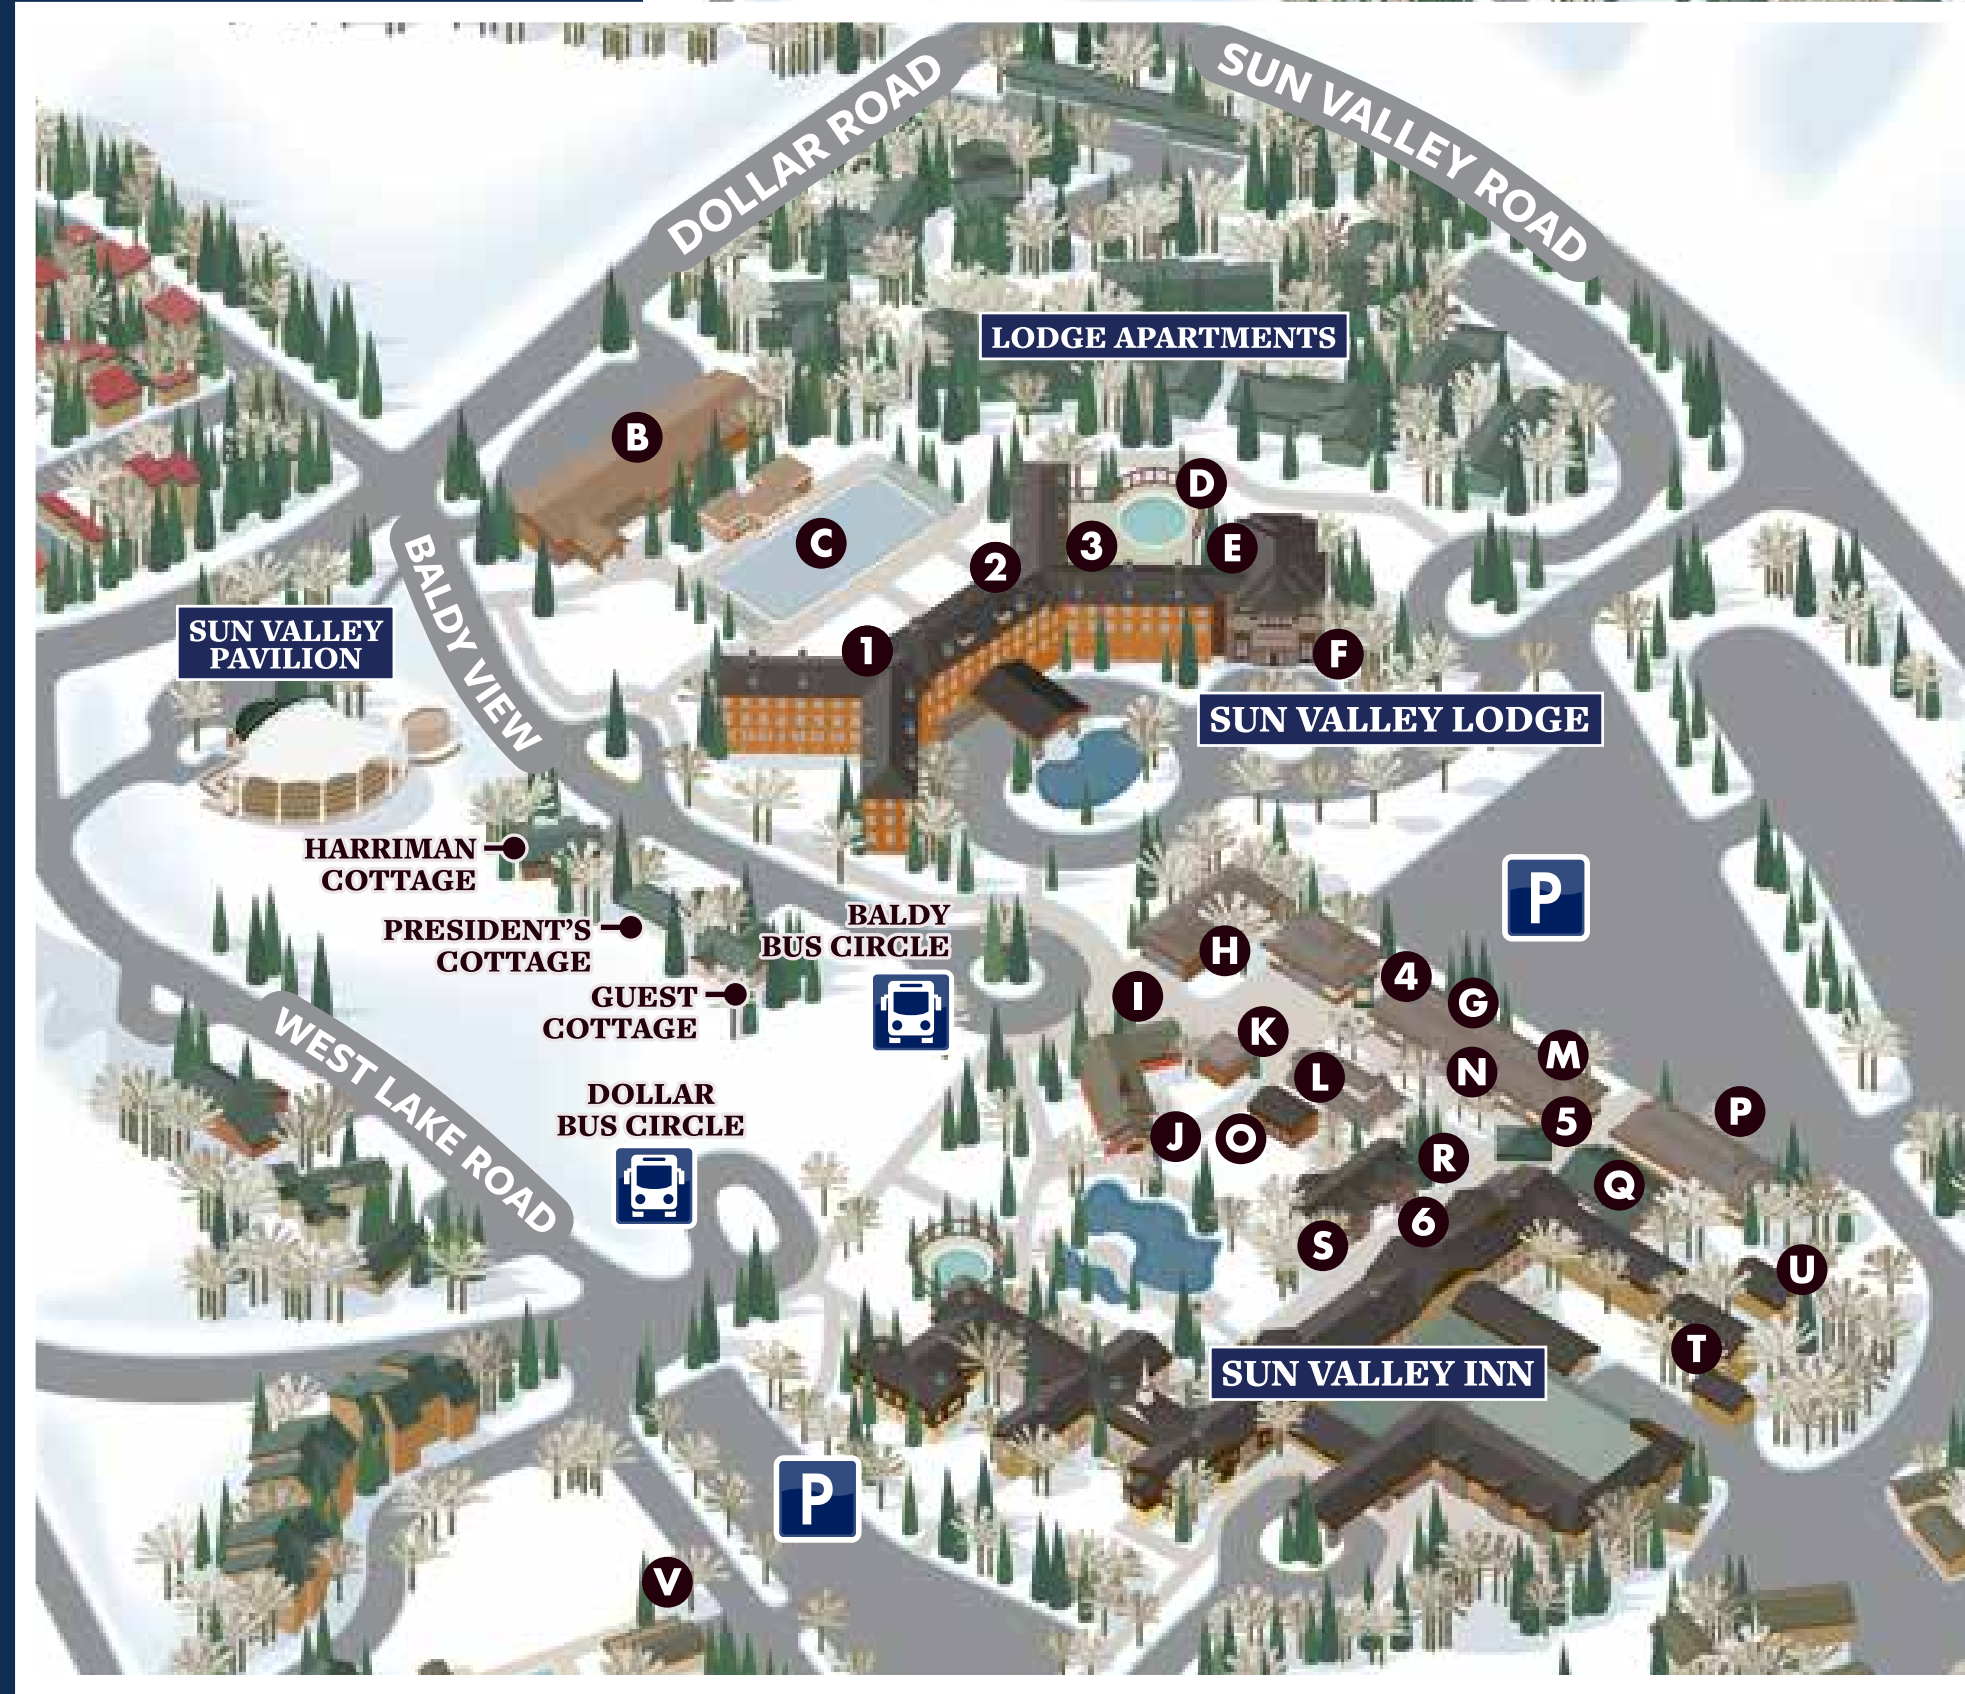 DOLLAR ROAD
SUN VALLEY ROAD
LODGE APARTMENTS
B
C
D
E
3
2
1
F
BALDY VIEW
SUN VALLEY
PAVILION
SUN VALLEY LODGE
HARRIMAN
COTTAGE
PRESIDENT'S
COTTAGE
GUEST
COTTAGE
BALDY
BUS CIRCLE
P
H
4
I
G
K
M
N
L
P
5
J
O
R
Q
WEST LAKE ROAD
DOLLAR
BUS CIRCLE
6
S
U
T
SUN VALLEY INN
P
V